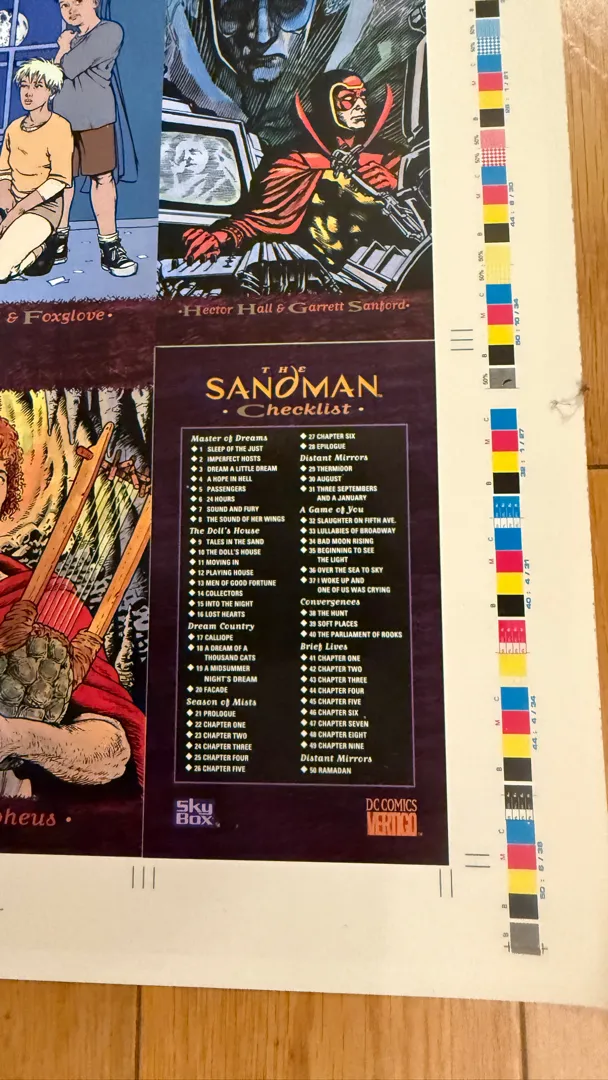 & Foxglove •
• Hector Hall & Garrett Sanford •
THE
SANDMAN™
• Checklist •
Master of Dreams
◆ 1 SLEEP OF THE JUST
◆ 2 IMPERFECT HOSTS
◆ 3 DREAM A LITTLE DREAM
◆ 4 A HOPE IN HELL
◆ 5 PASSENGERS
◆ 6 24 HOURS
◆ 7 SOUND AND FURY
◆ 8 THE SOUND OF HER WINGS
The Doll's House
◆ 9 TALES IN THE SAND
◆ 10 THE DOLL'S HOUSE
◆ 11 MOVING IN
◆ 12 PLAYING HOUSE
◆ 13 MEN OF GOOD FORTUNE
◆ 14 COLLECTORS
◆ 15 INTO THE NIGHT
◆ 16 LOST HEARTS
Dream Country
◆ 17 CALLIOPE
◆ 18 A DREAM OF A
THOUSAND CATS
◆ 19 A MIDSUMMER
NIGHT'S DREAM
◆ 20 FACADE
Season of Mists
◆ 21 PROLOGUE
◆ 22 CHAPTER ONE
◆ 23 CHAPTER TWO
◆ 24 CHAPTER THREE
◆ 25 CHAPTER FOUR
◆ 26 CHAPTER FIVE
◆ 27 CHAPTER SIX
◆ 28 EPILOGUE
Distant Mirrors
◆ 29 THERMIDOR
◆ 30 AUGUST
◆ 31 THREE SEPTEMBERS
AND A JANUARY
A Game of You
◆ 32 SLAUGHTER ON FIFTH AVE.
◆ 33 LULLABIES OF BROADWAY
◆ 34 BAD MOON RISING
◆ 35 BEGINNING TO SEE
THE LIGHT
◆ 36 OVER THE SEA TO SKY
◆ 37 I WOKE UP AND
ONE OF US WAS CRYING
Convergences
◆ 38 THE HUNT
◆ 39 SOFT PLACES
◆ 40 THE PARLIAMENT OF ROOKS
Brief Lives
◆ 41 CHAPTER ONE
◆ 42 CHAPTER TWO
◆ 43 CHAPTER THREE
◆ 44 CHAPTER FOUR
◆ 45 CHAPTER FIVE
◆ 46 CHAPTER SIX
◆ 47 CHAPTER SEVEN
◆ 48 CHAPTER EIGHT
◆ 49 CHAPTER NINE
Distant Mirrors
◆ 50 RAMADAN
pheus •
SKY
BOX™
DC COMICS
VERTIGO™